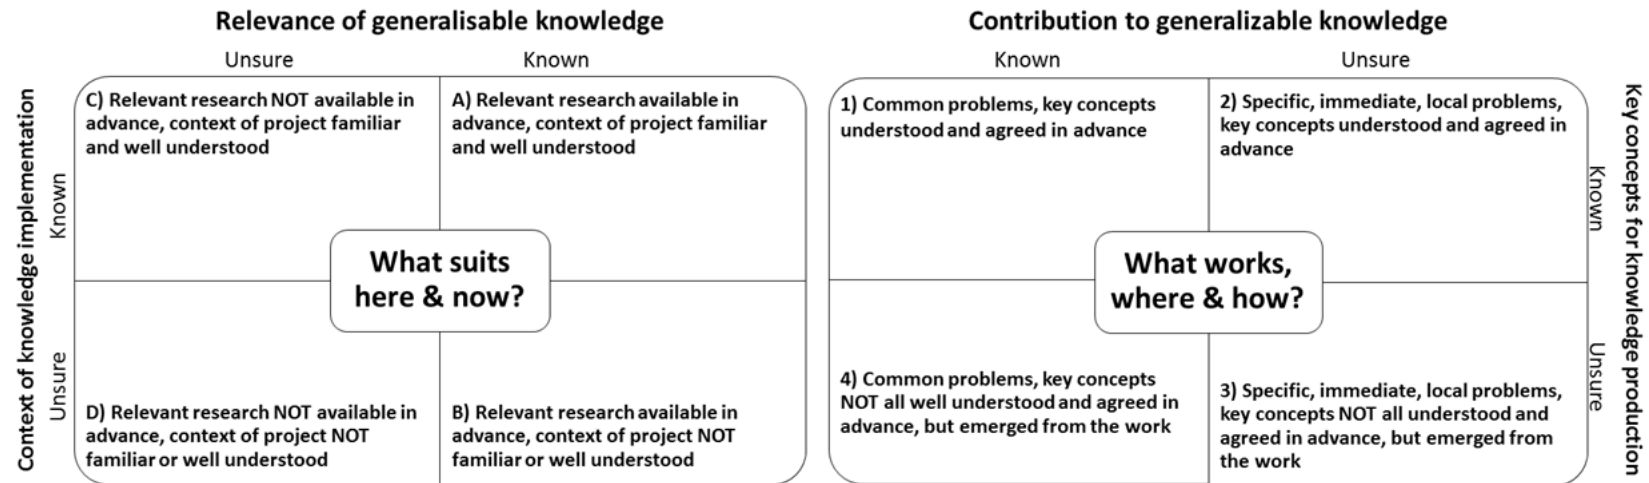 Relevance of generalisable knowledge
Unsure
Known
Context of knowledge implementation
Known
Unsure
C) Relevant research NOT available in
advance, context of project familiar
and well understood
A) Relevant research available in
advance, context of project familiar
and well understood
What suits
here & now?
D) Relevant research NOT available in
advance, context of project NOT
familiar or well understood
B) Relevant research available in
advance, context of project NOT
familiar or well understood
Contribution to generalizable knowledge
Known
Unsure
1) Common problems, key concepts
understood and agreed in advance
2) Specific, immediate, local problems,
key concepts understood and agreed in
advance
What works,
where & how?
4) Common problems, key concepts
NOT all well understood and agreed in
advance, but emerged from the work
3) Specific, immediate, local problems,
key concepts NOT all understood and
agreed in advance, but emerged from
the work
Known
Unsure
Key concepts for knowledge production